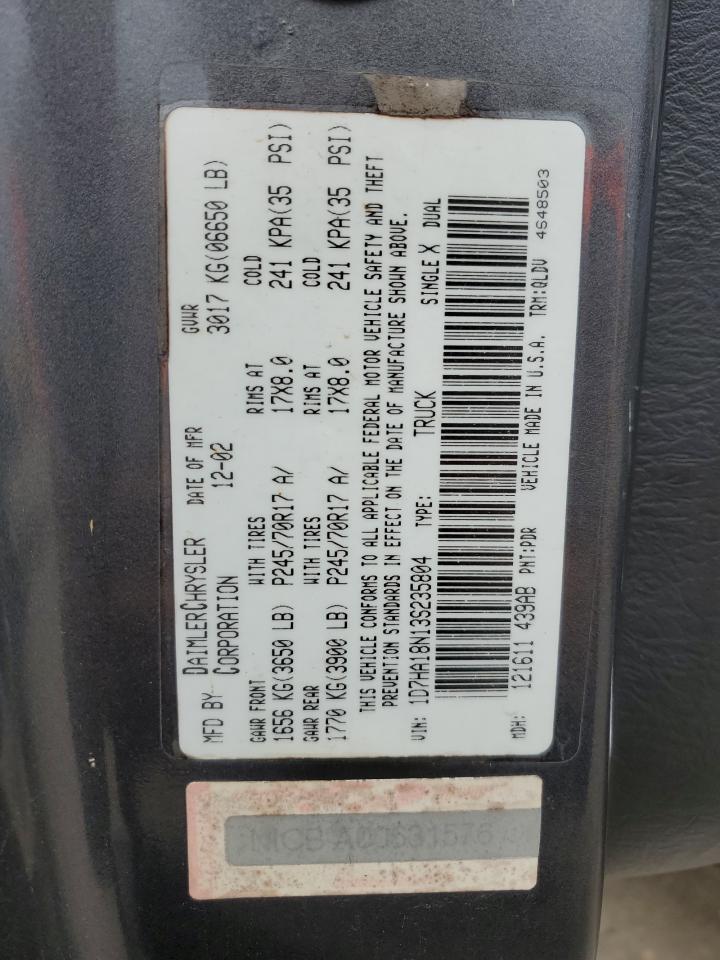 MFD BY DAIMLERCHRYSLER CORPORATION DATE OF MFR 12-02 GVWR 3017 KG(06650 LB)
GAWR FRONT WITH TIRES RIMS AT COLD
1656 KG(3650 LB) P245/70R17 A/ 17X8.0 241 KPA(35 PSI)
GAWR REAR WITH TIRES RIMS AT COLD
1770 KG(3900 LB) P245/70R17 A/ 17X8.0 241 KPA(35 PSI)
THIS VEHICLE CONFORMS TO ALL APPLICABLE FEDERAL MOTOR VEHICLE SAFETY AND THEFT
PREVENTION STANDARDS IN EFFECT ON THE DATE OF MANUFACTURE SHOWN ABOVE.
VIN: 1D7HA18N13S235804 TYPE: TRUCK SINGLE X DUAL
MDH: 121611 439AB PNT:PDR VEHICLE MADE IN U.S.A. TRM:QLDV 4S48503